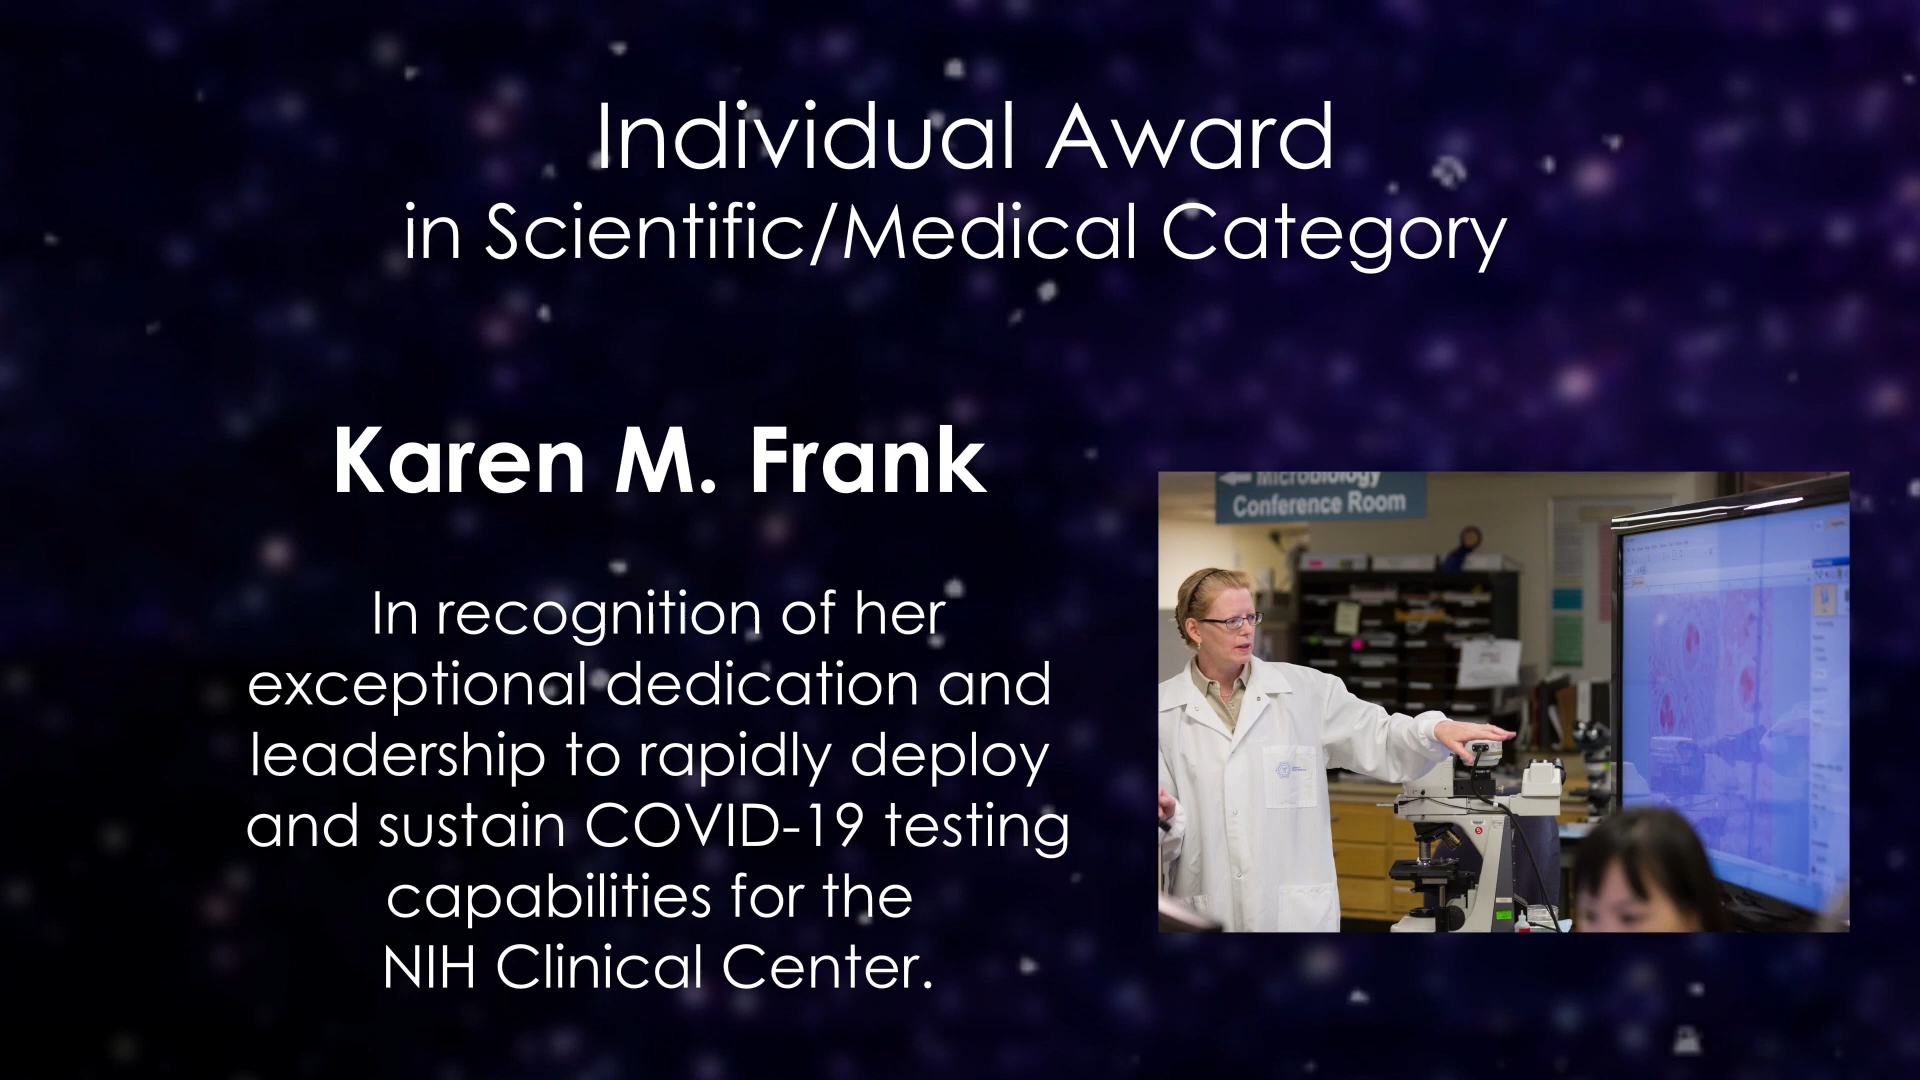 Individual Award
in Scientific/Medical Category
Karen M. Frank
In recognition of her
exceptional dedication and
leadership to rapidly deploy
and sustain COVID-19 testing
capabilities for the
NIH Clinical Center.
Microbiology
Conference Room